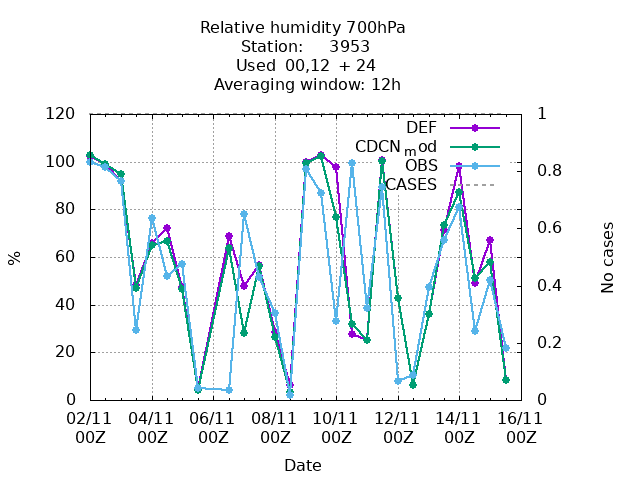 Relative humidity 700hPa
Station: 3953
Used 00,12 + 24
Averaging window: 12h
120 1
100 0.8
80 0.6
60
40 0.4
20 0.2
0 0
DEF
CDCN_mod
OBS
CASES
%
No cases
02/11 04/11 06/11 08/11 10/11 12/11 14/11 16/11
00Z 00Z 00Z 00Z 00Z 00Z 00Z 00Z
Date